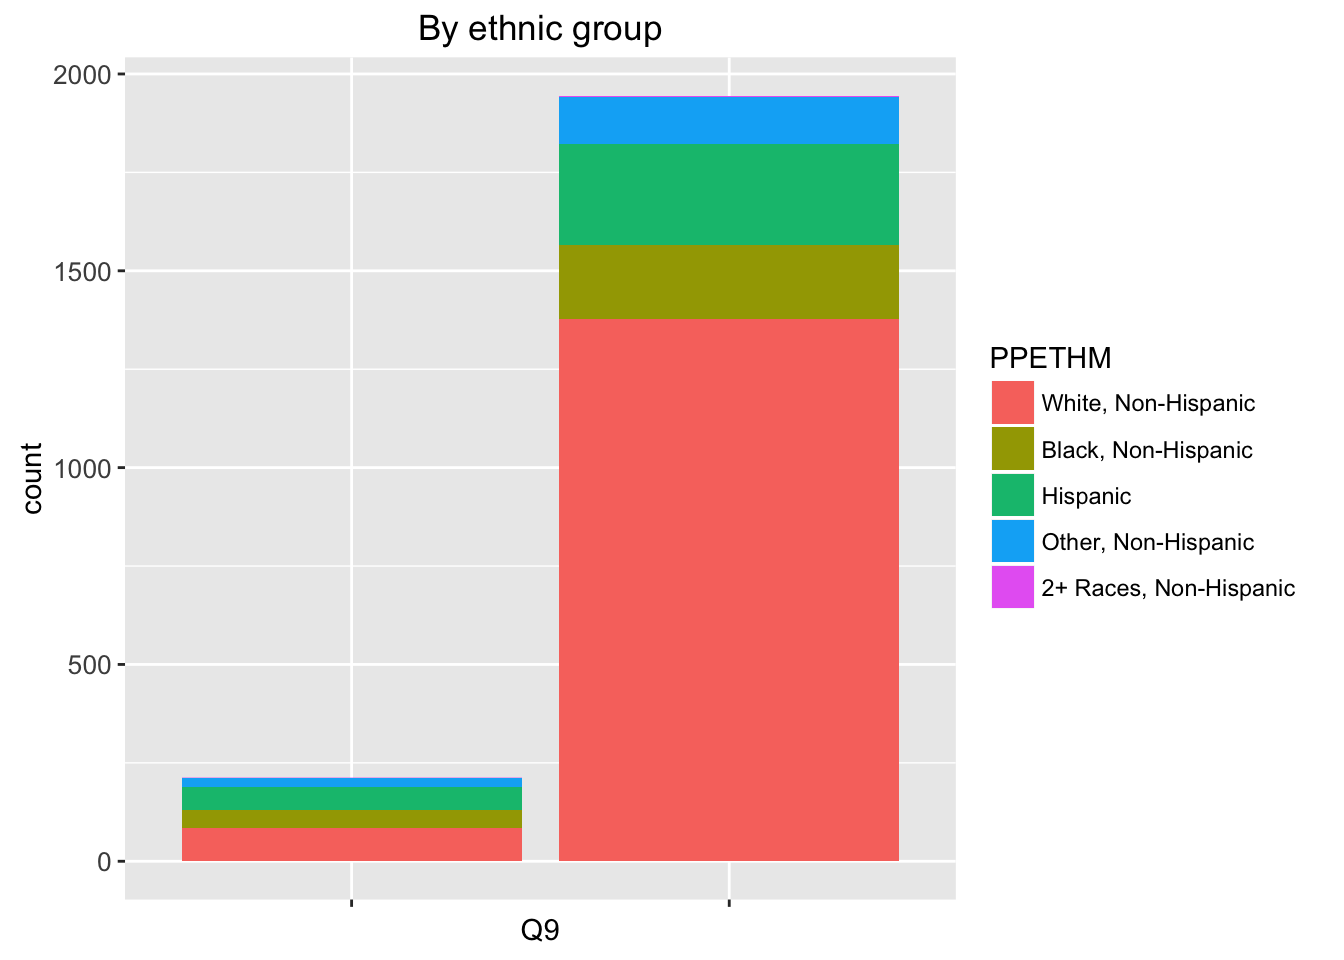 By ethnic group
2000
1500
1000
500
0
count
Q9
PPETHM
White, Non-Hispanic
Black, Non-Hispanic
Hispanic
Other, Non-Hispanic
2+ Races, Non-Hispanic